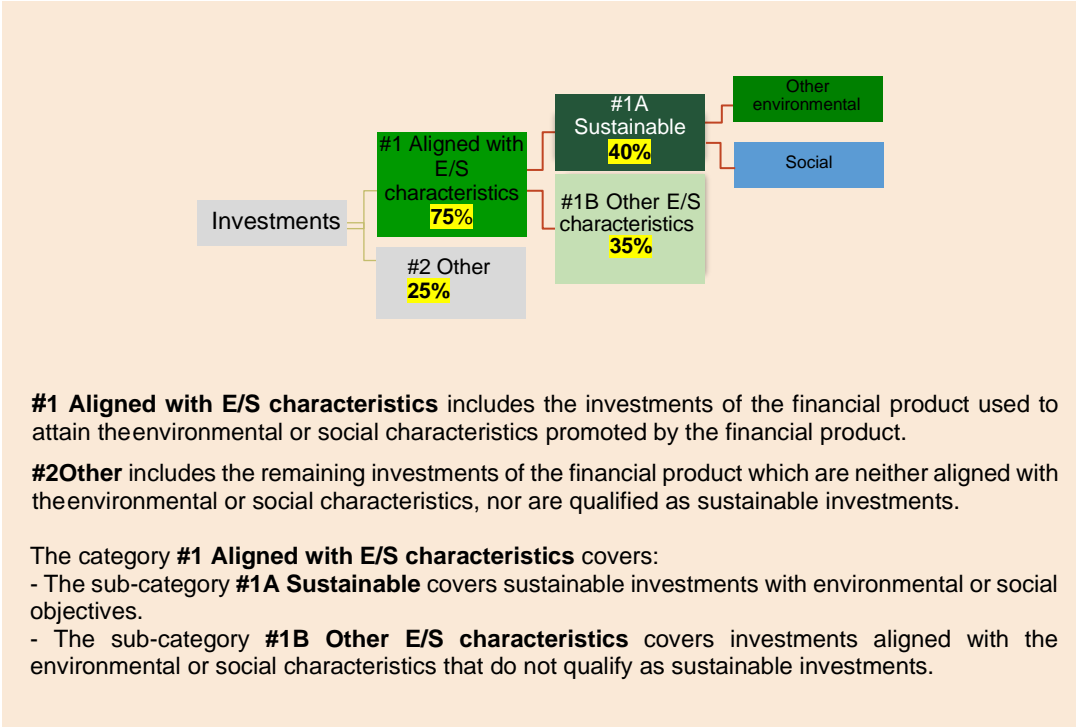 Other
environmental
#1A
Sustainable
40%
Social
#1 Aligned with
E/S
characteristics
75%
#1B Other E/S
characteristics
35%
Investments
#2 Other
25%
#1 Aligned with E/S characteristics includes the investments of the financial product used to
attain theenvironmental or social characteristics promoted by the financial product.
#2Other includes the remaining investments of the financial product which are neither aligned with
theenvironmental or social characteristics, nor are qualified as sustainable investments.
The category #1 Aligned with E/S characteristics covers:
- The sub-category #1A Sustainable covers sustainable investments with environmental or social
objectives.
- The sub-category #1B Other E/S characteristics covers investments aligned with the
environmental or social characteristics that do not qualify as sustainable investments.